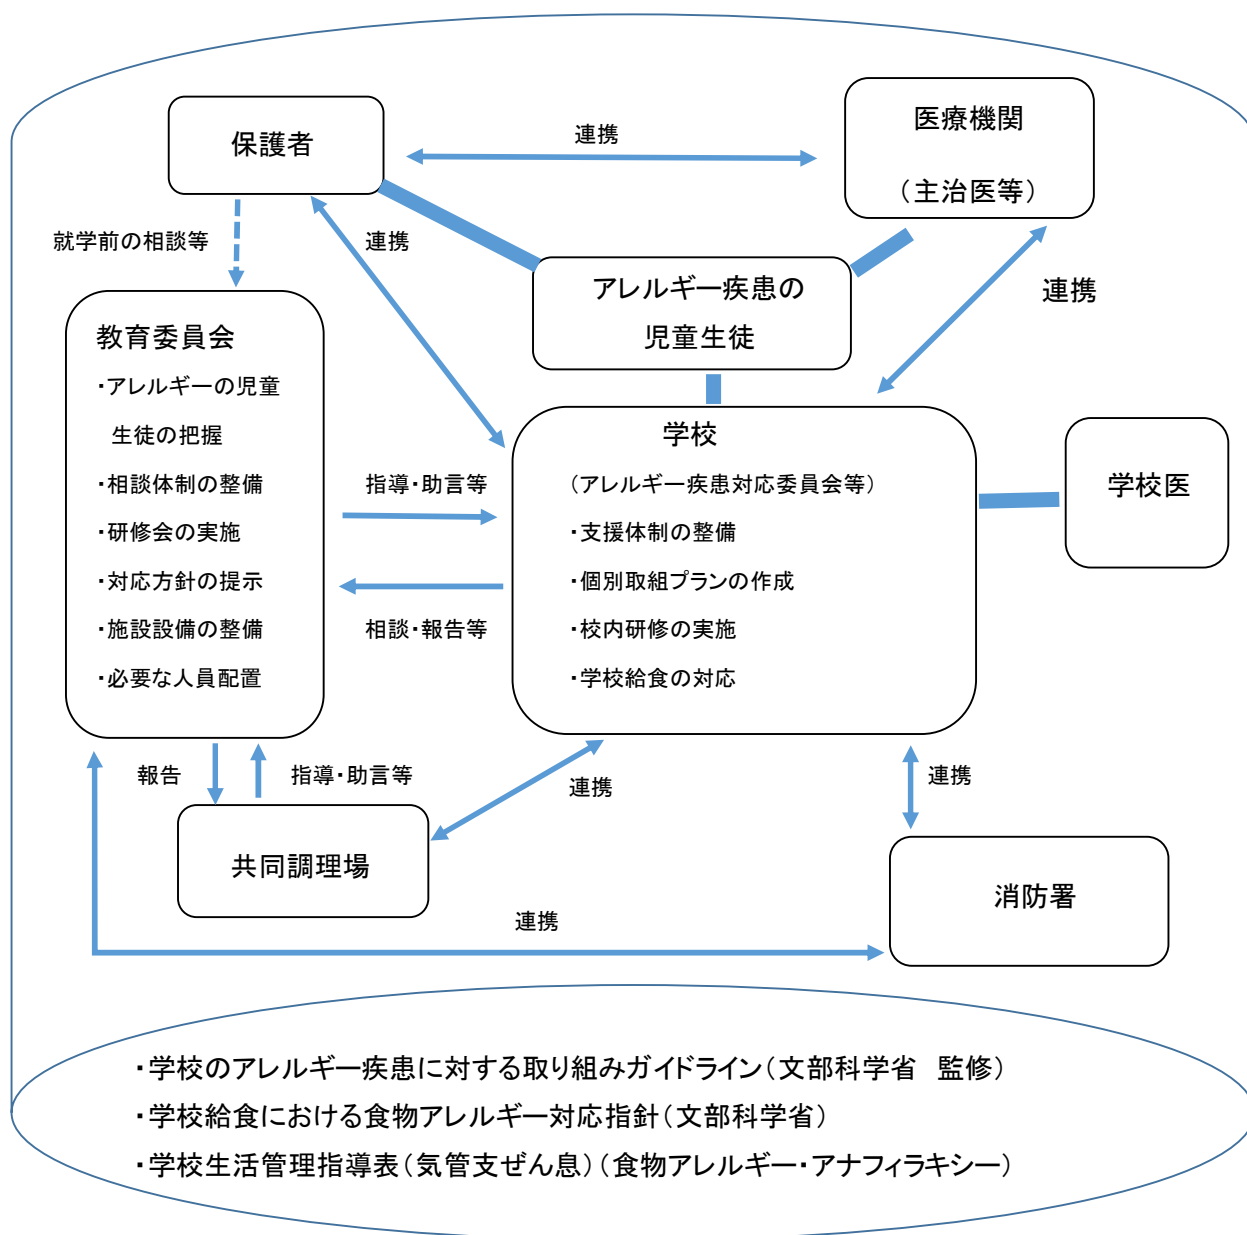 保護者
連携
医療機関
(主治医等)
就学前の相談等
連携
アレルギー疾患の
児童生徒
連携
教育委員会
・アレルギーの児童
生徒の把握
・相談体制の整備
・研修会の実施
・対応方針の提示
・施設設備の整備
・必要な人員配置
指導・助言等
相談・報告等
学校
(アレルギー疾患対応委員会等)
・支援体制の整備
・個別取組プランの作成
・校内研修の実施
・学校給食の対応
学校医
報告
指導・助言等
連携
連携
共同調理場
消防署
連携
・学校のアレルギー疾患に対する取り組みガイドライン(文部科学省　監修)
・学校給食における食物アレルギー対応指針(文部科学省)
・学校生活管理指導表(気管支ぜん息)(食物アレルギー・アナフィラキシー)